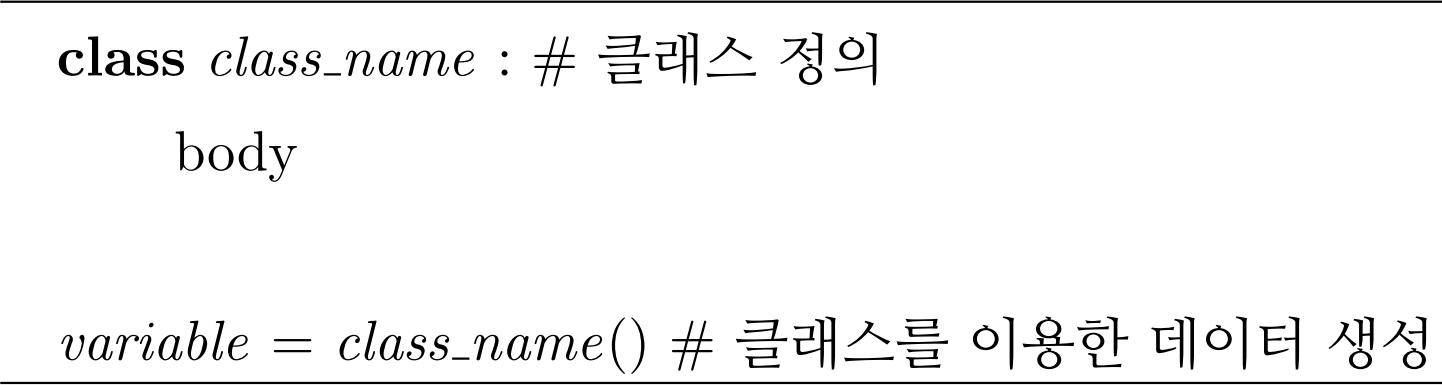 class class_name : # 클래스 정의
body
variable = class_name() # 클래스를 이용한 데이터 생성